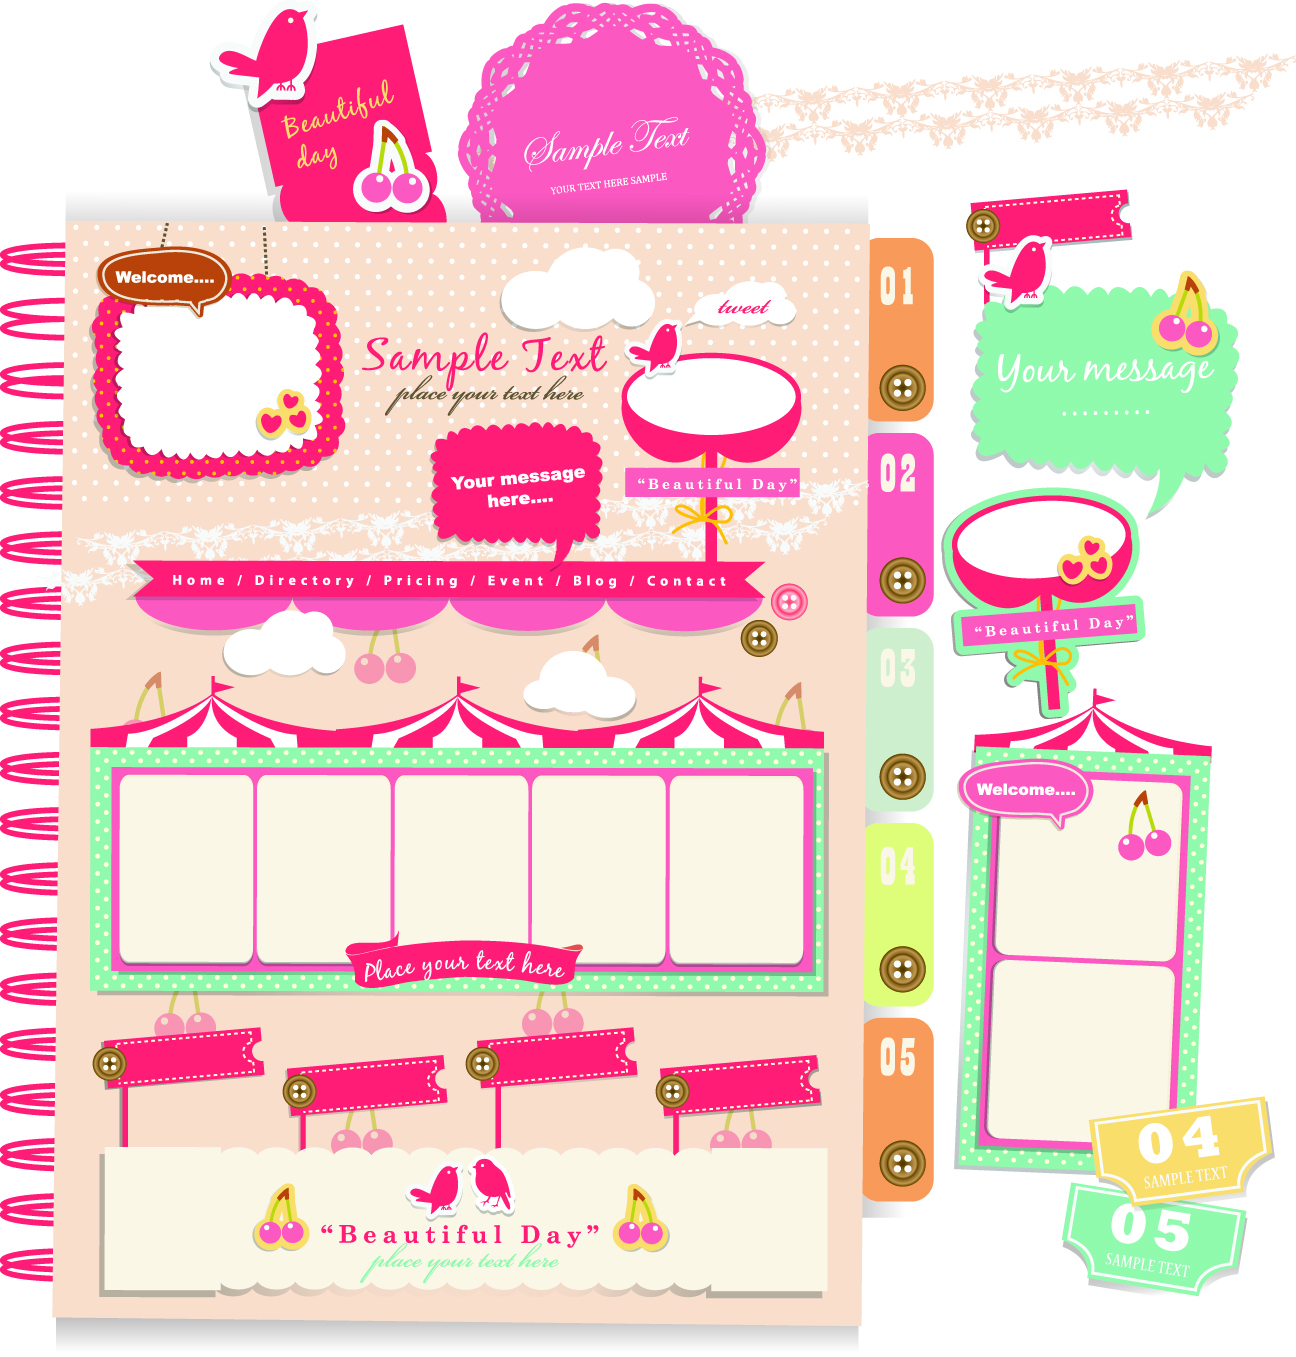 Beautiful
day
Sample Text
YOUR TEXT HERE SAMPLE
Welcome....
tweet
Sample Text
place your text here
Your message
here....
"Beautiful Day"
Home / Directory / Pricing / Event / Blog / Contact
Place your text here
"Beautiful Day"
place your text here
01
02
03
04
05
Your message
.........
"Beautiful Day"
Welcome....
04
SAMPLE TEXT
05
SAMPLE TEXT